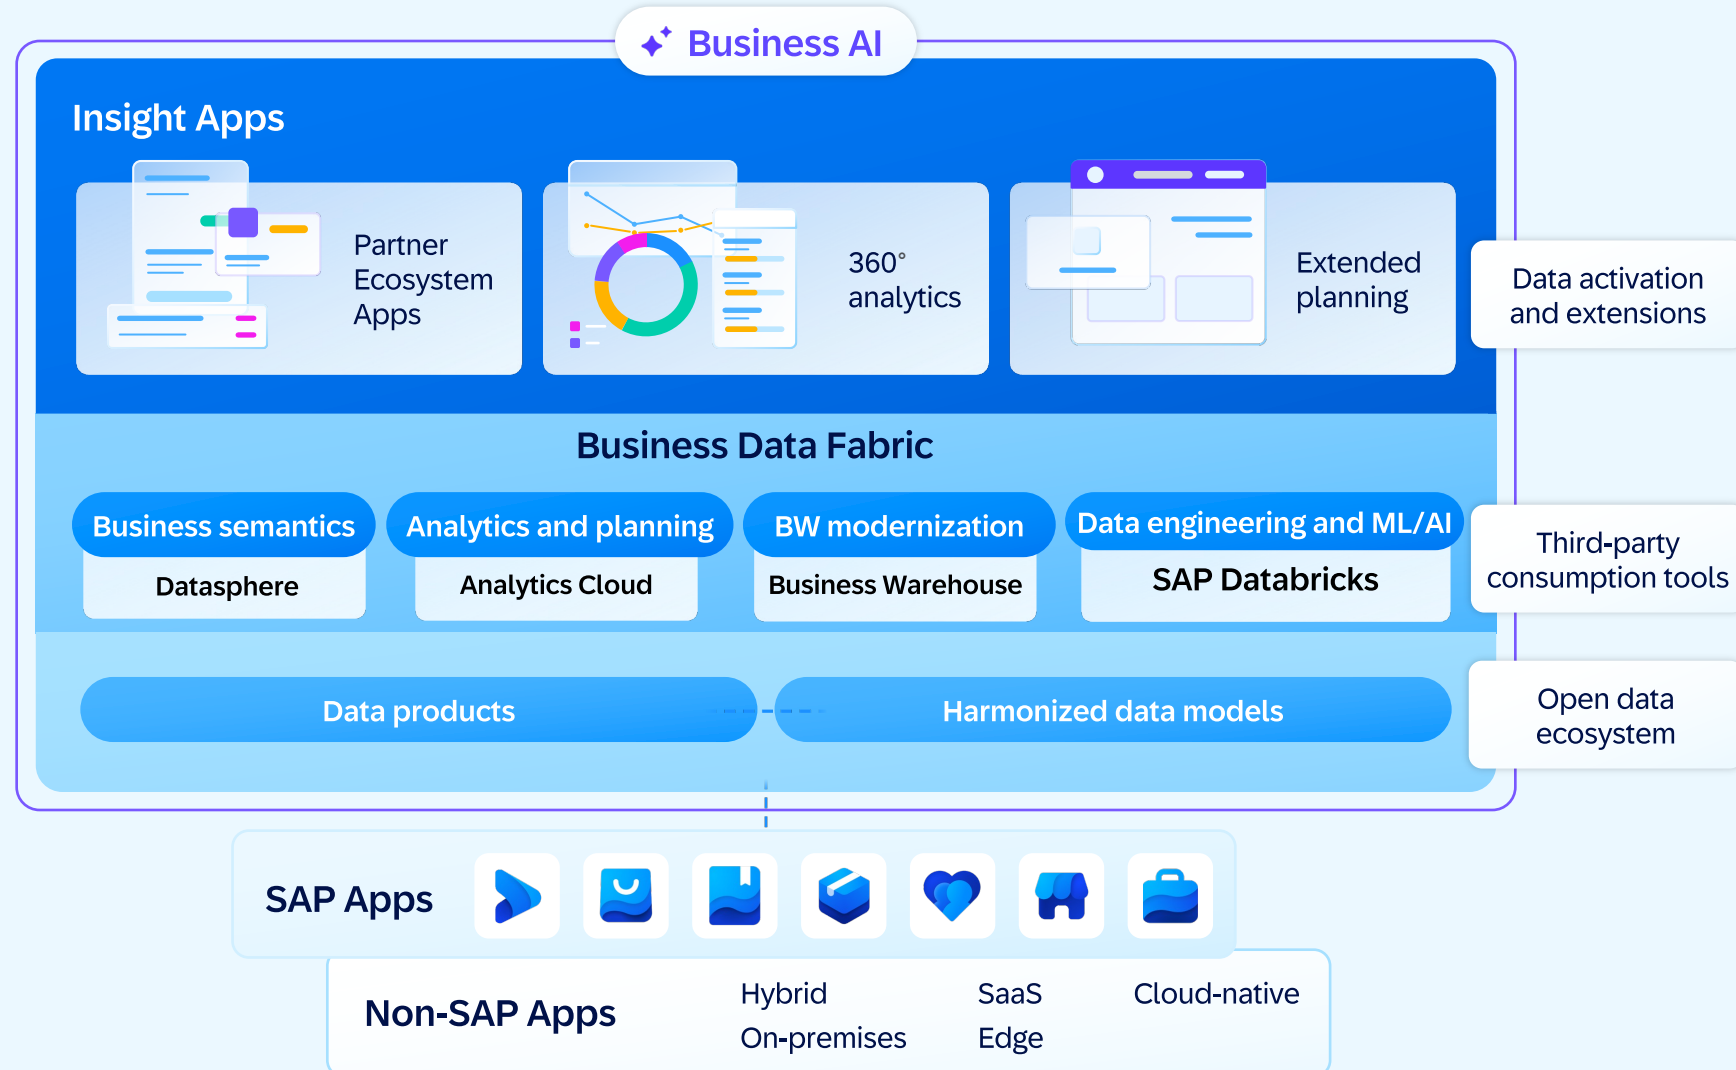 Business AI
Insight Apps
Partner
Ecosystem
Apps
360°
analytics
Extended
planning
Data activation
and extensions
Business Data Fabric
Business semantics
Datasphere
Analytics and planning
Analytics Cloud
BW modernization
Business Warehouse
Data engineering and ML/AI
SAP Databricks
Third-party
consumption tools
Data products
Harmonized data models
Open data
ecosystem
SAP Apps
Non-SAP Apps
Hybrid
SaaS
Cloud-native
On-premises
Edge